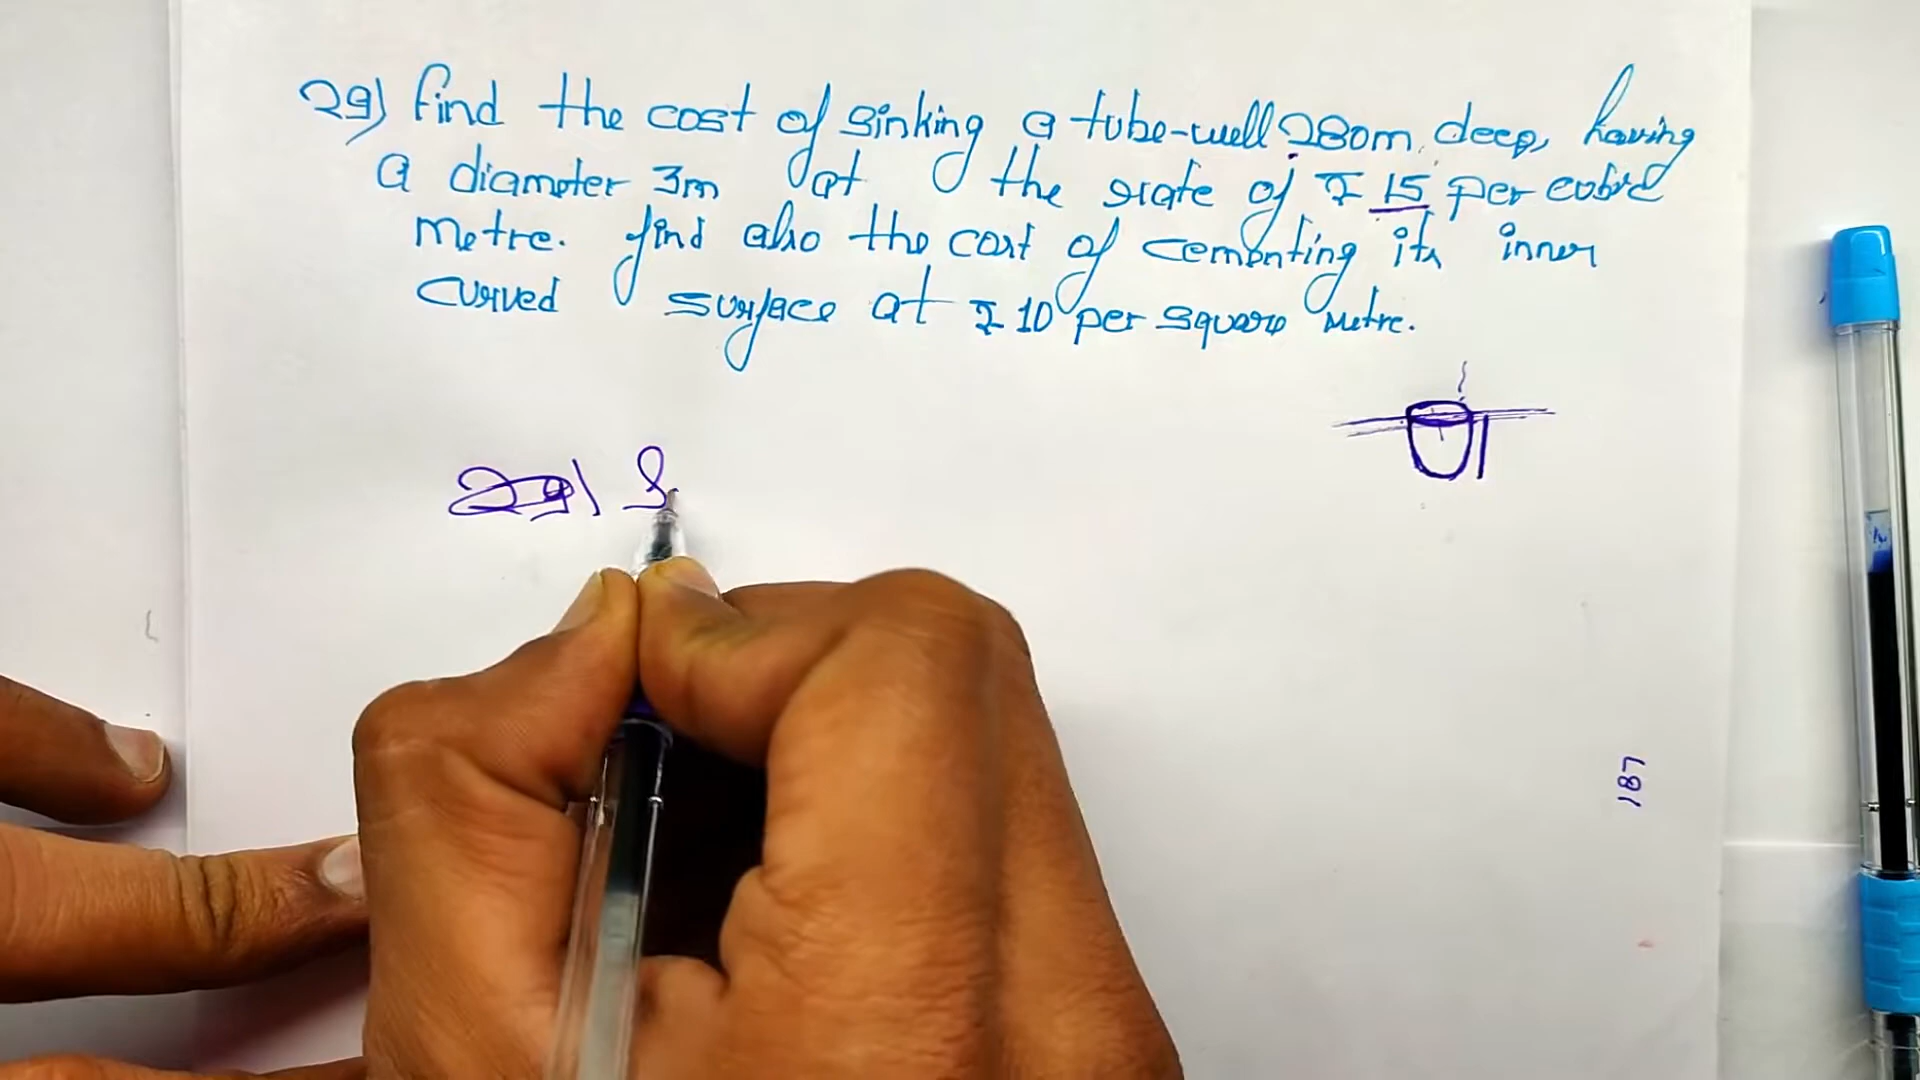 29) Find the cost of sinking a tube-well 280m deep, having
a diameter 3m at the rate of ₹ 15 per cubic
metre. find also the cost of cementing its inner
curved surface at ₹ 10 per square metre.
29) S
187